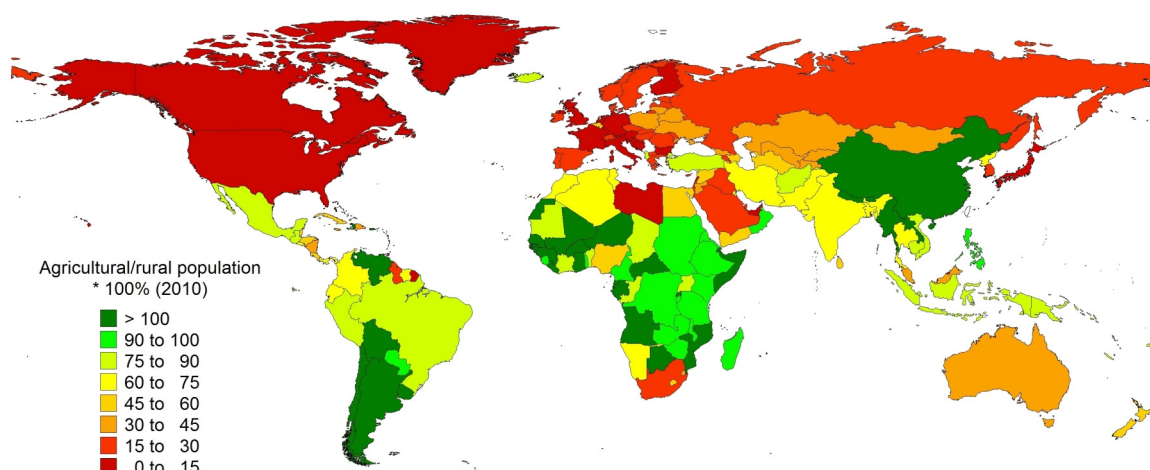 Agricultural/rural population
* 100% (2010)
> 100
90 to 100
75 to 90
60 to 75
45 to 60
30 to 45
15 to 30
0 to 15